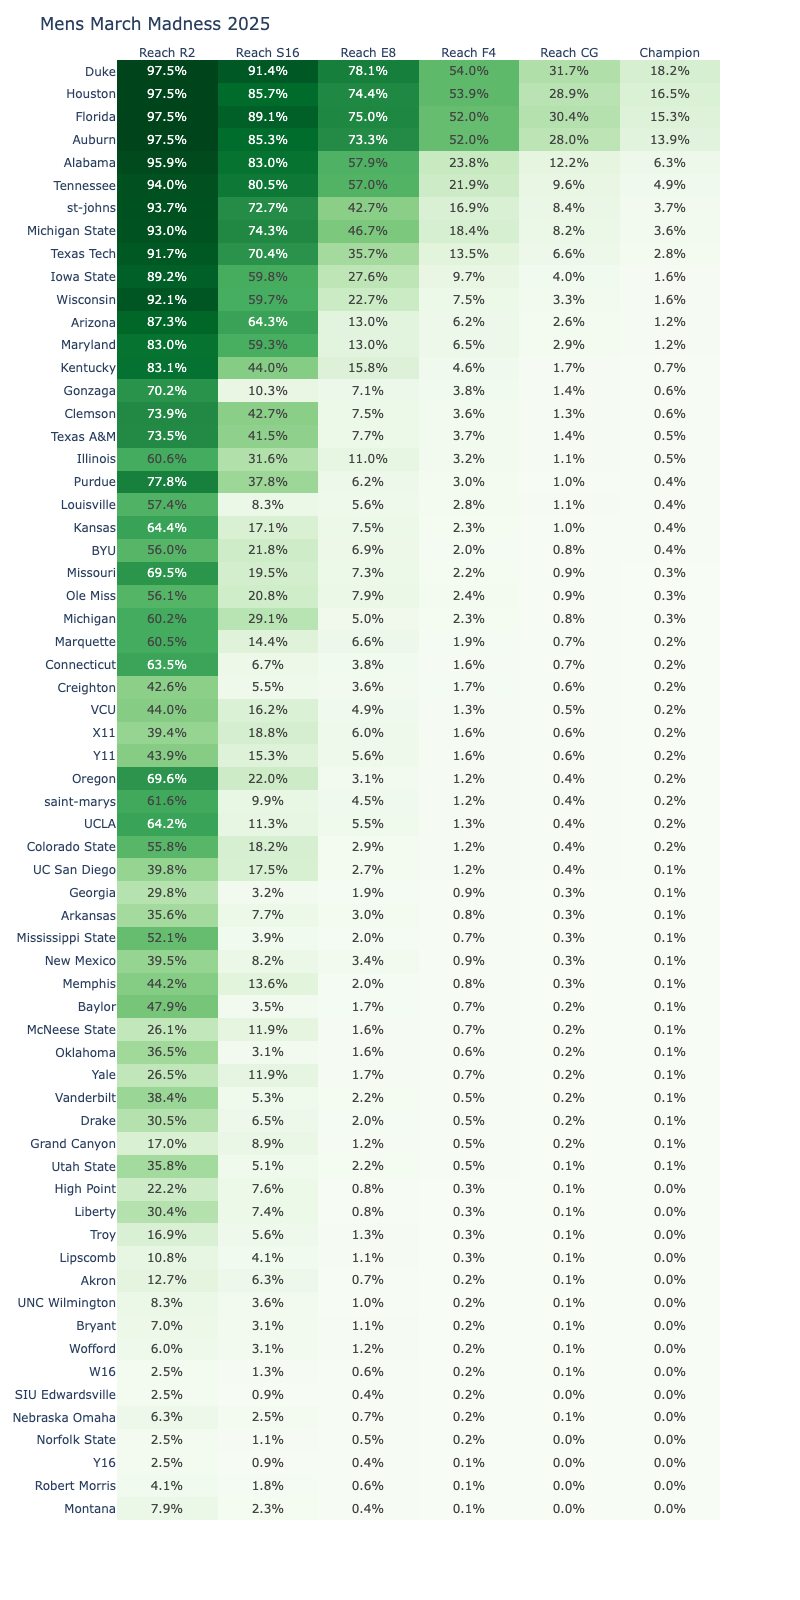 Mens March Madness 2025
Reach R2 Reach S16 Reach E8 Reach F4 Reach CG Champion
Duke 97.5% 91.4% 78.1% 54.0% 31.7% 18.2%
Houston 97.5% 85.7% 74.4% 53.9% 28.9% 16.5%
Florida 97.5% 89.1% 75.0% 52.0% 30.4% 15.3%
Auburn 97.5% 85.3% 73.3% 52.0% 28.0% 13.9%
Alabama 95.9% 83.0% 57.9% 23.8% 12.2% 6.3%
Tennessee 94.0% 80.5% 57.0% 21.9% 9.6% 4.9%
st-johns 93.7% 72.7% 42.7% 16.9% 8.4% 3.7%
Michigan State 93.0% 74.3% 46.7% 18.4% 8.2% 3.6%
Texas Tech 91.7% 70.4% 35.7% 13.5% 6.6% 2.8%
Iowa State 89.2% 59.8% 27.6% 9.7% 4.0% 1.6%
Wisconsin 92.1% 59.7% 22.7% 7.5% 3.3% 1.6%
Arizona 87.3% 64.3% 13.0% 6.2% 2.6% 1.2%
Maryland 83.0% 59.3% 13.0% 6.5% 2.9% 1.2%
Kentucky 83.1% 44.0% 15.8% 4.6% 1.7% 0.7%
Gonzaga 70.2% 10.3% 7.1% 3.8% 1.4% 0.6%
Clemson 73.9% 42.7% 7.5% 3.6% 1.3% 0.6%
Texas A&M 73.5% 41.5% 7.7% 3.7% 1.4% 0.5%
Illinois 60.6% 31.6% 11.0% 3.2% 1.1% 0.5%
Purdue 77.8% 37.8% 6.2% 3.0% 1.0% 0.4%
Louisville 57.4% 8.3% 5.6% 2.8% 1.1% 0.4%
Kansas 64.4% 17.1% 7.5% 2.3% 1.0% 0.4%
BYU 56.0% 21.8% 6.9% 2.0% 0.8% 0.4%
Missouri 69.5% 19.5% 7.3% 2.2% 0.9% 0.3%
Ole Miss 56.1% 20.8% 7.9% 2.4% 0.9% 0.3%
Michigan 60.2% 29.1% 5.0% 2.3% 0.8% 0.3%
Marquette 60.5% 14.4% 6.6% 1.9% 0.7% 0.2%
Connecticut 63.5% 6.7% 3.8% 1.6% 0.7% 0.2%
Creighton 42.6% 5.5% 3.6% 1.7% 0.6% 0.2%
VCU 44.0% 16.2% 4.9% 1.3% 0.5% 0.2%
X11 39.4% 18.8% 6.0% 1.6% 0.6% 0.2%
Y11 43.9% 15.3% 5.6% 1.6% 0.6% 0.2%
Oregon 69.6% 22.0% 3.1% 1.2% 0.4% 0.2%
saint-marys 61.6% 9.9% 4.5% 1.2% 0.4% 0.2%
UCLA 64.2% 11.3% 5.5% 1.3% 0.4% 0.2%
Colorado State 55.8% 18.2% 2.9% 1.2% 0.4% 0.2%
UC San Diego 39.8% 17.5% 2.7% 1.2% 0.4% 0.1%
Georgia 29.8% 3.2% 1.9% 0.9% 0.3% 0.1%
Arkansas 35.6% 7.7% 3.0% 0.8% 0.3% 0.1%
Mississippi State 52.1% 3.9% 2.0% 0.7% 0.3% 0.1%
New Mexico 39.5% 8.2% 3.4% 0.9% 0.3% 0.1%
Memphis 44.2% 13.6% 2.0% 0.8% 0.3% 0.1%
Baylor 47.9% 3.5% 1.7% 0.7% 0.2% 0.1%
McNeese State 26.1% 11.9% 1.6% 0.7% 0.2% 0.1%
Oklahoma 36.5% 3.1% 1.6% 0.6% 0.2% 0.1%
Yale 26.5% 11.9% 1.7% 0.7% 0.2% 0.1%
Vanderbilt 38.4% 5.3% 2.2% 0.5% 0.2% 0.1%
Drake 30.5% 6.5% 2.0% 0.5% 0.2% 0.1%
Grand Canyon 17.0% 8.9% 1.2% 0.5% 0.2% 0.1%
Utah State 35.8% 5.1% 2.2% 0.5% 0.1% 0.1%
High Point 22.2% 7.6% 0.8% 0.3% 0.1% 0.0%
Liberty 30.4% 7.4% 0.8% 0.3% 0.1% 0.0%
Troy 16.9% 5.6% 1.3% 0.3% 0.1% 0.0%
Lipscomb 10.8% 4.1% 1.1% 0.3% 0.1% 0.0%
Akron 12.7% 6.3% 0.7% 0.2% 0.1% 0.0%
UNC Wilmington 8.3% 3.6% 1.0% 0.2% 0.1% 0.0%
Bryant 7.0% 3.1% 1.1% 0.2% 0.1% 0.0%
Wofford 6.0% 3.1% 1.2% 0.2% 0.1% 0.0%
W16 2.5% 1.3% 0.6% 0.2% 0.1% 0.0%
SIU Edwardsville 2.5% 0.9% 0.4% 0.2% 0.0% 0.0%
Nebraska Omaha 6.3% 2.5% 0.7% 0.2% 0.1% 0.0%
Norfolk State 2.5% 1.1% 0.5% 0.2% 0.0% 0.0%
Y16 2.5% 0.9% 0.4% 0.1% 0.0% 0.0%
Robert Morris 4.1% 1.8% 0.6% 0.1% 0.0% 0.0%
Montana 7.9% 2.3% 0.4% 0.1% 0.0% 0.0%